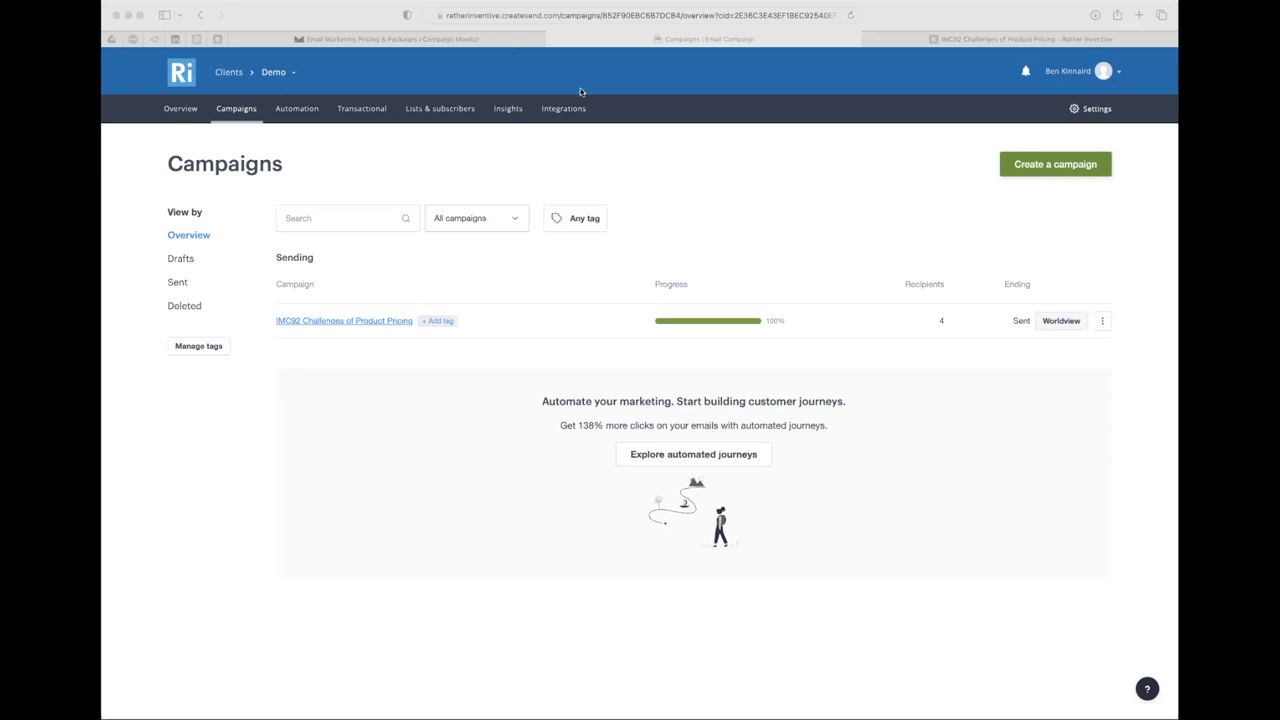 ratherinventive.createsend.com/campaigns/852F90EBC6B7DCB4/overview?cid=2E36C3E43EF1BEC92540EF
Email Marketing Pricing & Packages | Campaign Monitor
Campaigns | Email Campaign
IMC92 Challenges of Product Pricing - Rather Inventive
Ri
Clients > Demo
Ben Kinnaird
Overview Campaigns Automation Transactional Lists & subscribers Insights Integrations Settings
Campaigns
Create a campaign
View by
Overview
Drafts
Sent
Deleted
Manage tags
Search
All campaigns
Any tag
Sending
Campaign Progress Recipients Ending
IMC92 Challenges of Product Pricing + Add tag 100% 4 Sent Worldview
Automate your marketing. Start building customer journeys.
Get 138% more clicks on your emails with automated journeys.
Explore automated journeys
?